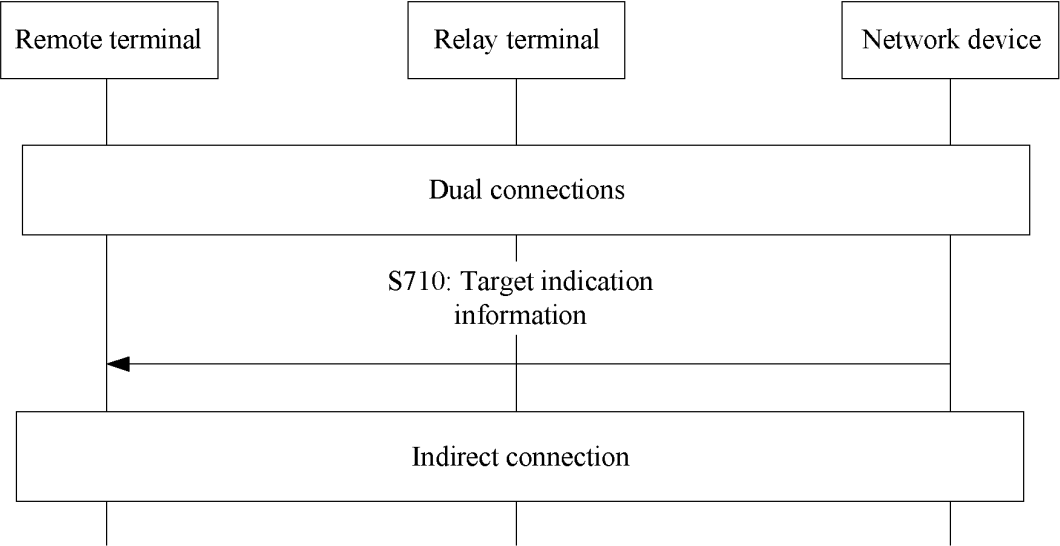 Remote terminal
Relay terminal
Network device
Dual connections
S710: Target indication
information
Indirect connection